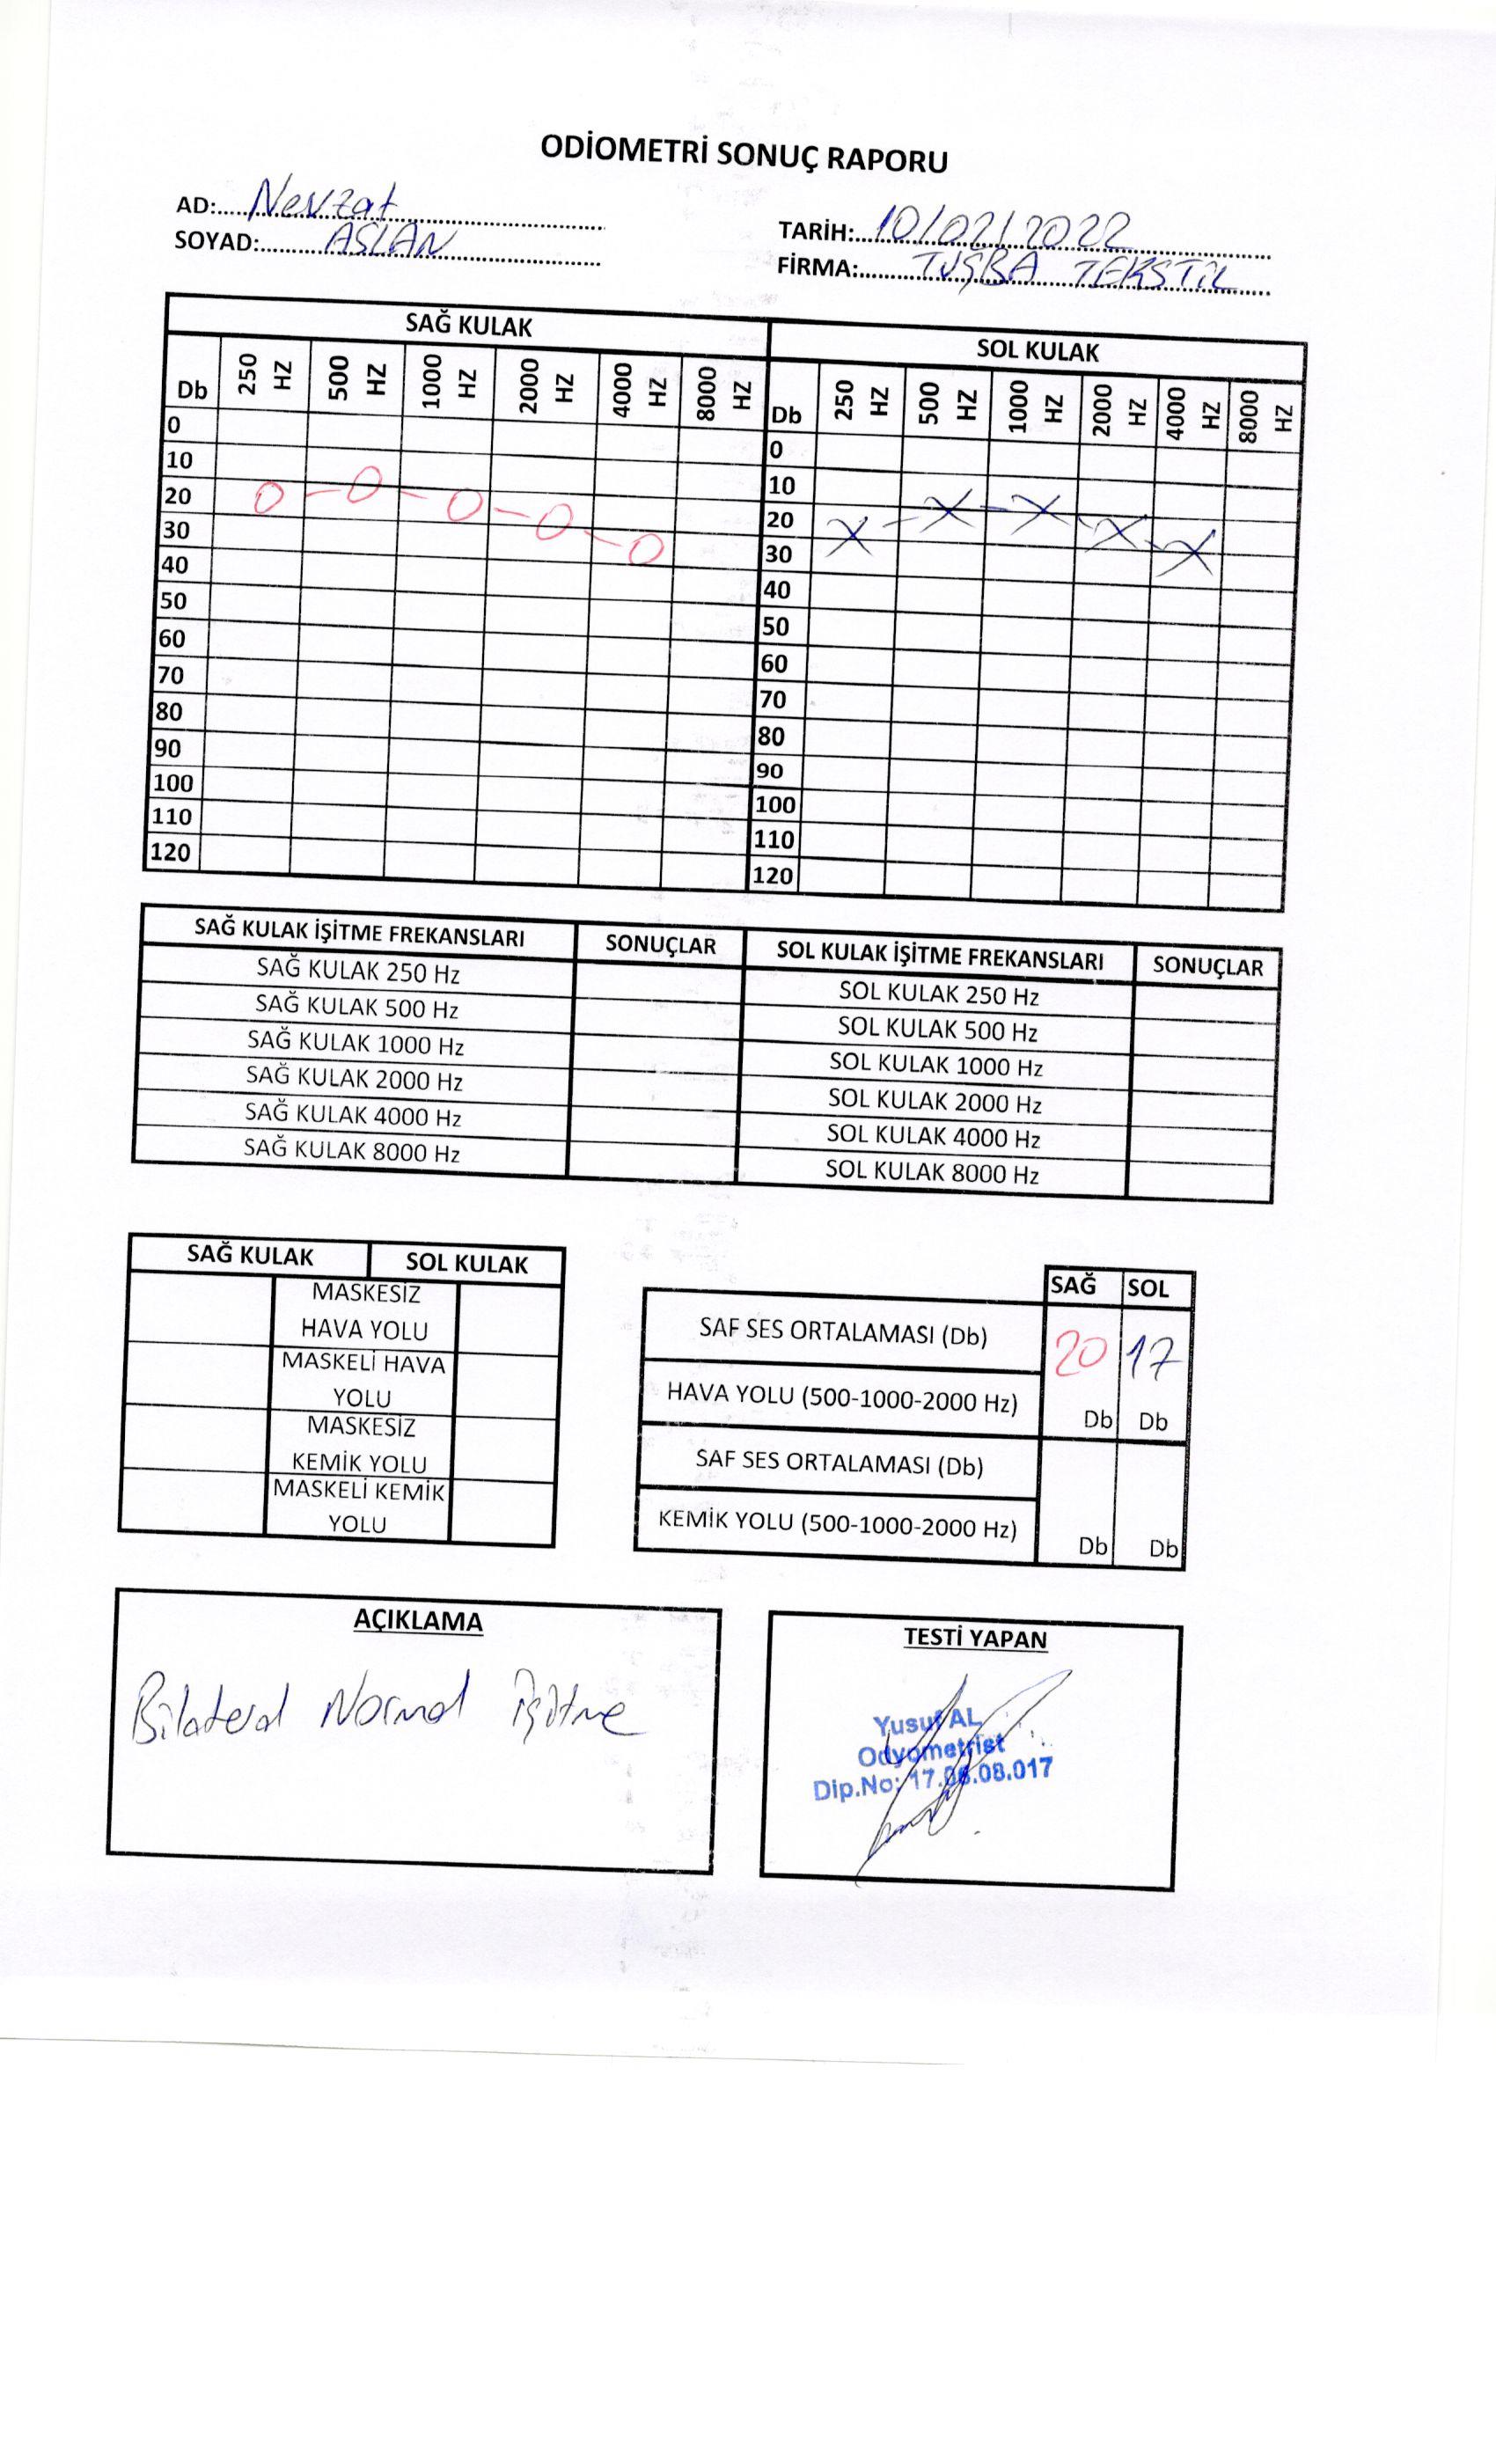 ODİOMETRİ SONUÇ RAPORU
AD: Nevzat
SOYAD: ASLAN
TARİH: 10/02/2022
FİRMA: TUŞBA TEKSTİL
SAĞ KULAK SOL KULAK
Db 250 HZ 500 HZ 1000 HZ 2000 HZ 4000 HZ 8000 HZ Db 250 HZ 500 HZ 1000 HZ 2000 HZ 4000 HZ 8000 HZ
0 0
10 10
20 20
30 30
40 40
50 50
60 60
70 70
80 80
90 90
100 100
110 110
120 120
SAĞ KULAK İŞİTME FREKANSLARI SONUÇLAR SOL KULAK İŞİTME FREKANSLARI SONUÇLAR
SAĞ KULAK 250 Hz SOL KULAK 250 Hz
SAĞ KULAK 500 Hz SOL KULAK 500 Hz
SAĞ KULAK 1000 Hz SOL KULAK 1000 Hz
SAĞ KULAK 2000 Hz SOL KULAK 2000 Hz
SAĞ KULAK 4000 Hz SOL KULAK 4000 Hz
SAĞ KULAK 8000 Hz SOL KULAK 8000 Hz
SAĞ KULAK SOL KULAK
MASKESİZ
HAVA YOLU
MASKELİ HAVA
YOLU
MASKESİZ
KEMİK YOLU
MASKELİ KEMİK
YOLU
SAĞ SOL
SAF SES ORTALAMASI (Db) 20 17
HAVA YOLU (500-1000-2000 Hz) Db Db
SAF SES ORTALAMASI (Db)
KEMİK YOLU (500-1000-2000 Hz) Db Db
AÇIKLAMA
Bilateral Normal işitme
TESTİ YAPAN
Yusuf AL
Odyometrist
Dip.No: 17.06.08.017